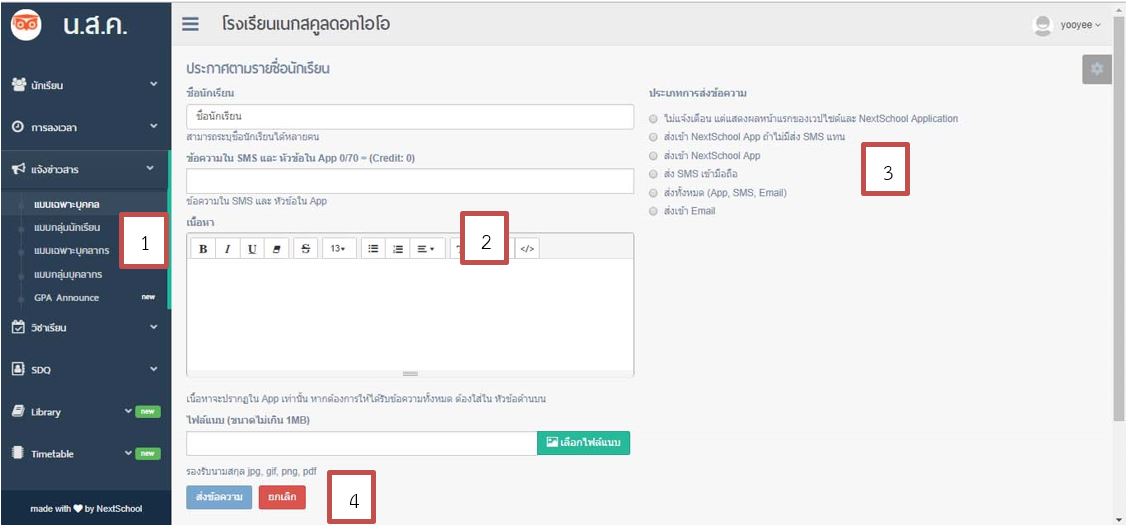 น.ส.ค.
โรงเรียนเนกสคูลดอทไอโอ
yooyee
นักเรียน
การลงเวลา
แจ้งข่าวสาร
แบบเฉพาะบุคคล
แบบกลุ่มนักเรียน
แบบเฉพาะบุคลากร
แบบกลุ่มบุคลากร
GPA Announce new
วิชาเรียน
SDQ
Library new
Timetable new
made with by NextSchool
1
ประกาศตามรายชื่อนักเรียน
ชื่อนักเรียน
ชื่อนักเรียน
สามารถระบุชื่อนักเรียนได้หลายคน
ข้อความใน SMS และ หัวข้อใน App 0/70 = (Credit: 0)
ข้อความใน SMS และ หัวข้อใน App
เนื้อหา
2
B I U S 13 </>
เนื้อหาจะปรากฏใน App เท่านั้น หากต้องการให้ได้รับข้อความทั้งหมด ต้องใส่ใน หัวข้อด้านบน
ไฟล์แนบ (ขนาดไม่เกิน 1MB)
เลือกไฟล์แนบ
รองรับนามสกุล jpg, gif, png, pdf
ส่งข้อความ ยกเลิก
4
ประเภทการส่งข้อความ
ไม่แจ้งเตือน แต่แสดงผลหน้าแรกของเวปไซต์และ NextSchool Application
ส่งเข้า NextSchool App ถ้าไม่มีส่ง SMS แทน
ส่งเข้า NextSchool App
ส่ง SMS เข้ามือถือ
ส่งทั้งหมด (App, SMS, Email)
ส่งเข้า Email
3